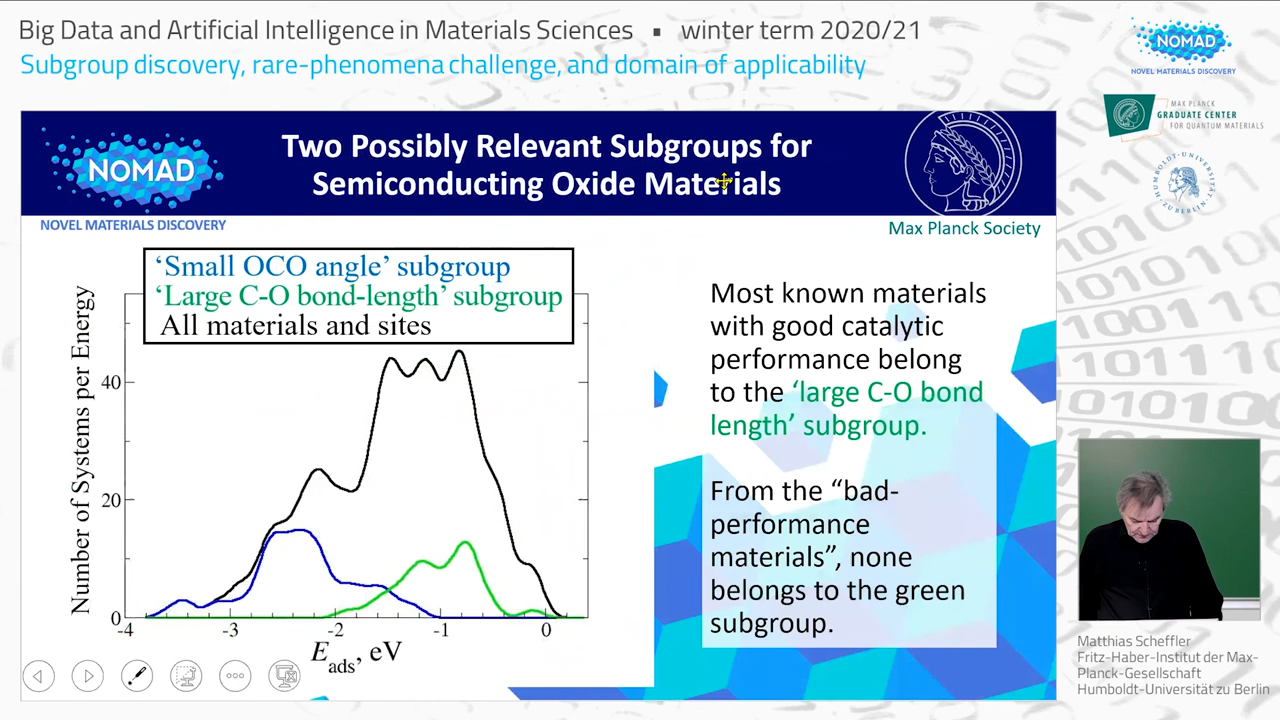 Big Data and Artificial Intelligence in Materials Sciences ▪ winter term 2020/21
Subgroup discovery, rare-phenomena challenge, and domain of applicability
NOMAD
NOVEL MATERIALS DISCOVERY
MAX PLANCK
GRADUATE CENTER
FOR QUANTUM MATERIALS
HUMBOLDT-UNIVERSITÄT ZU BERLIN
NOMAD
NOVEL MATERIALS DISCOVERY
Two Possibly Relevant Subgroups for
Semiconducting Oxide Materials
Max Planck Society
‘Small OCO angle’ subgroup
‘Large C-O bond-length’ subgroup
All materials and sites
Number of Systems per Energy
40
20
0
-4 -3 -2 -1 0
Eads, eV
Most known materials
with good catalytic
performance belong
to the ‘large C-O bond
length’ subgroup.
From the “bad-
performance
materials”, none
belongs to the green
subgroup.
Matthias Scheffler
Fritz-Haber-Institut der Max-
Planck-Gesellschaft
Humboldt-Universität zu Berlin